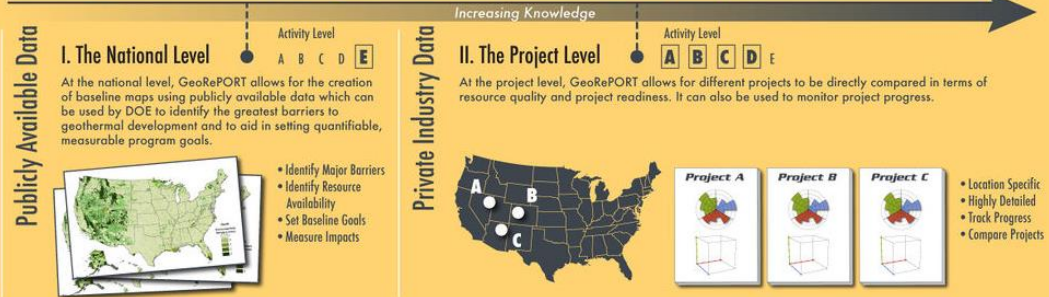 Increasing Knowledge
Publicly Available Data
I. The National Level
Activity Level
A B C D E
At the national level, GeoRePORT allows for the creation
of baseline maps using publicly available data which can
be used by DOE to identify the greatest barriers to
geothermal development and to aid in setting quantifiable,
measurable program goals.
• Identify Major Barriers
• Identify Resource
Availability
• Set Baseline Goals
• Measure Impacts
Private Industry Data
II. The Project Level
Activity Level
A B C D E
At the project level, GeoRePORT allows for different projects to be directly compared in terms of
resource quality and project readiness. It can also be used to monitor project progress.
A
B
C
Project A
Project B
Project C
• Location Specific
• Highly Detailed
• Track Progress
• Compare Projects